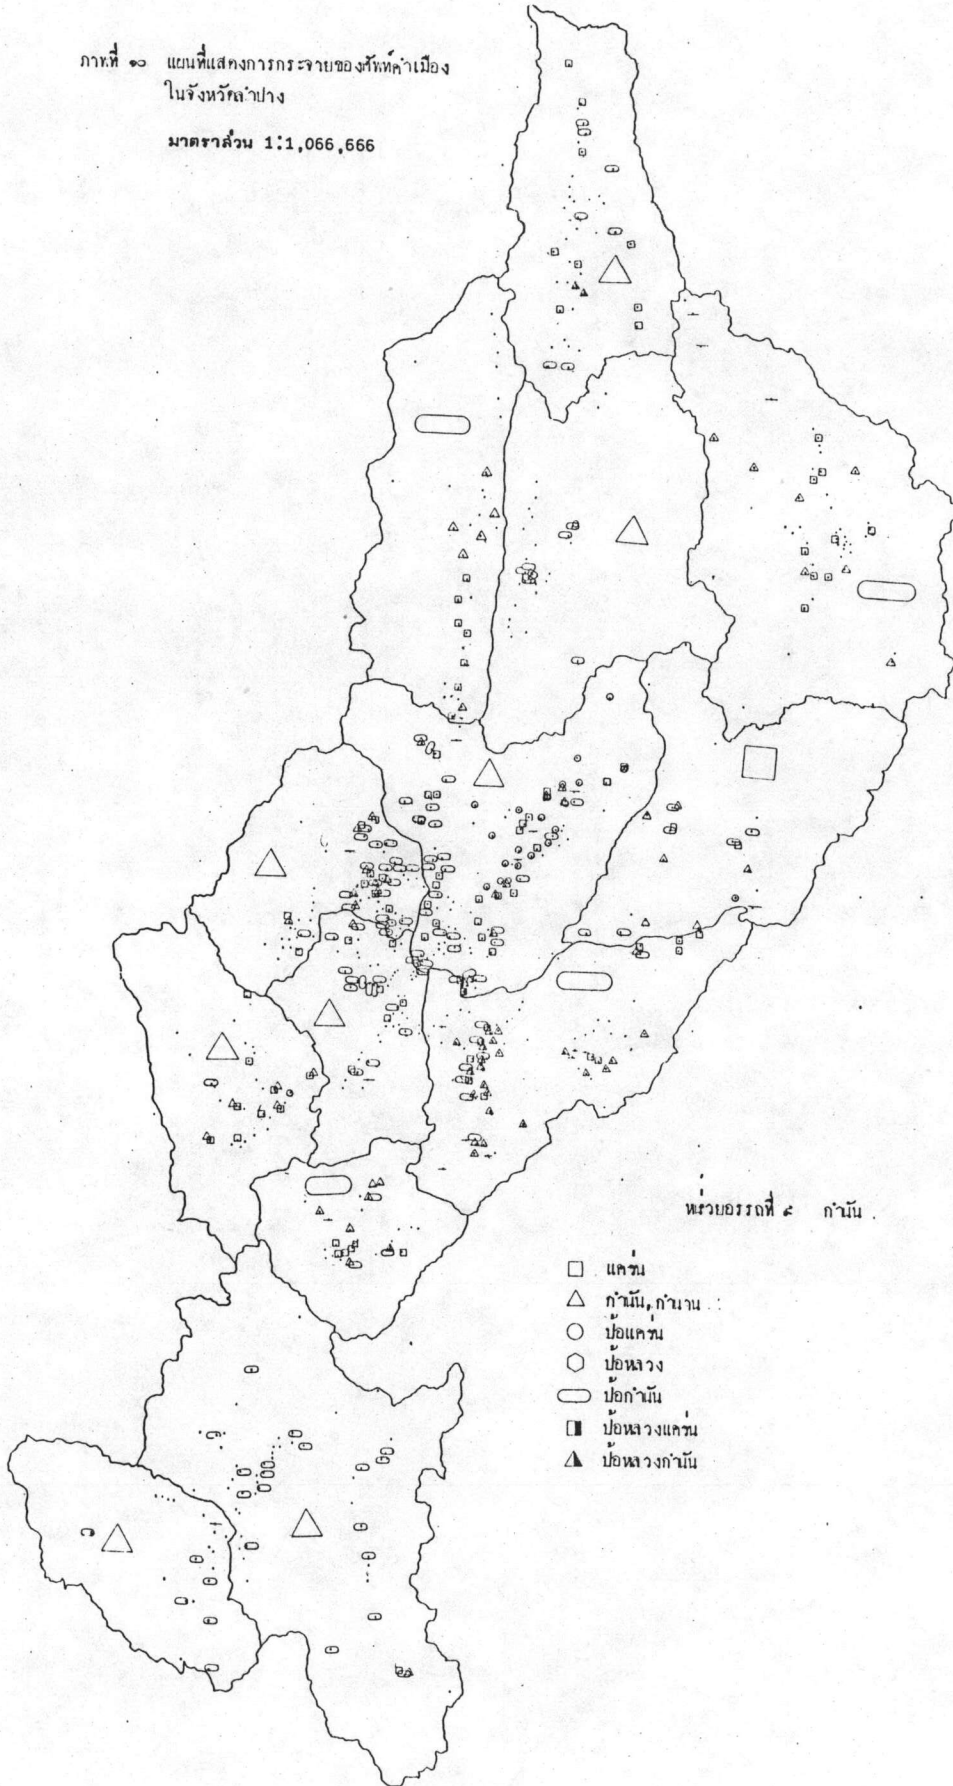 ภาพที่ ๑๐ แผนที่แสดงการกระจายของศัพท์คำเมือง
ในจังหวัดลำปาง
มาตราส่วน 1:1,066,666
หน่วยอรรถที่ ๙ กำนัน
แคว่น
กำนัน, กำนาน
ป้อแคว่น
ป้อหลวง
ป้อกำนัน
ป้อหลวงแคว่น
ป้อหลวงกำนัน